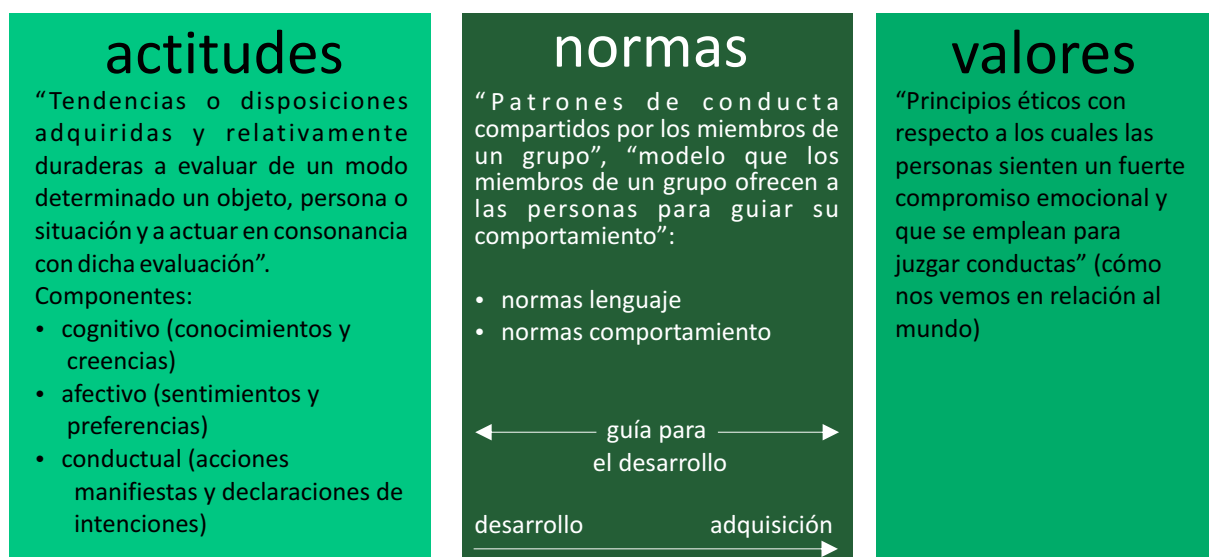 actitudes
“Tendencias o disposiciones
adquiridas y relativamente
duraderas a evaluar de un modo
determinado un objeto, persona o
situación y a actuar en consonancia
con dicha evaluación”.
Componentes:
• cognitivo (conocimientos y
creencias)
• afectivo (sentimientos y
preferencias)
• conductual (acciones
manifiestas y declaraciones de
intenciones)
normas
“Patrones de conducta
compartidos por los miembros de
un grupo”, “modelo que los
miembros de un grupo ofrecen a
las personas para guiar su
comportamiento”:
• normas lenguaje
• normas comportamiento
guía para
el desarrollo
desarrollo adquisición
valores
“Principios éticos con
respecto a los cuales las
personas sienten un fuerte
compromiso emocional y
que se emplean para
juzgar conductas” (cómo
nos vemos en relación al
mundo)